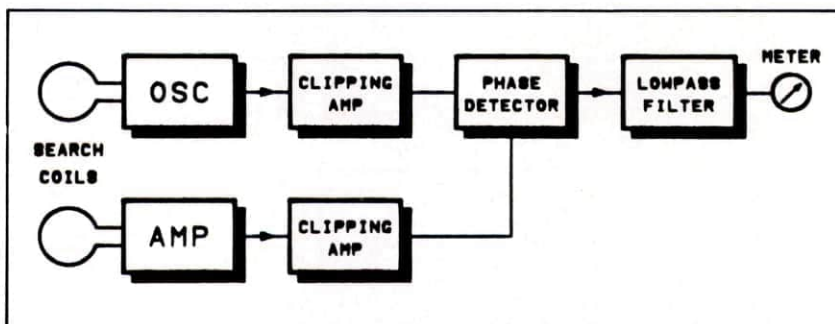 OSC
CLIPPING
AMP
PHASE
DETECTOR
LOWPASS
FILTER
METER
SEARCH
COILS
AMP
CLIPPING
AMP